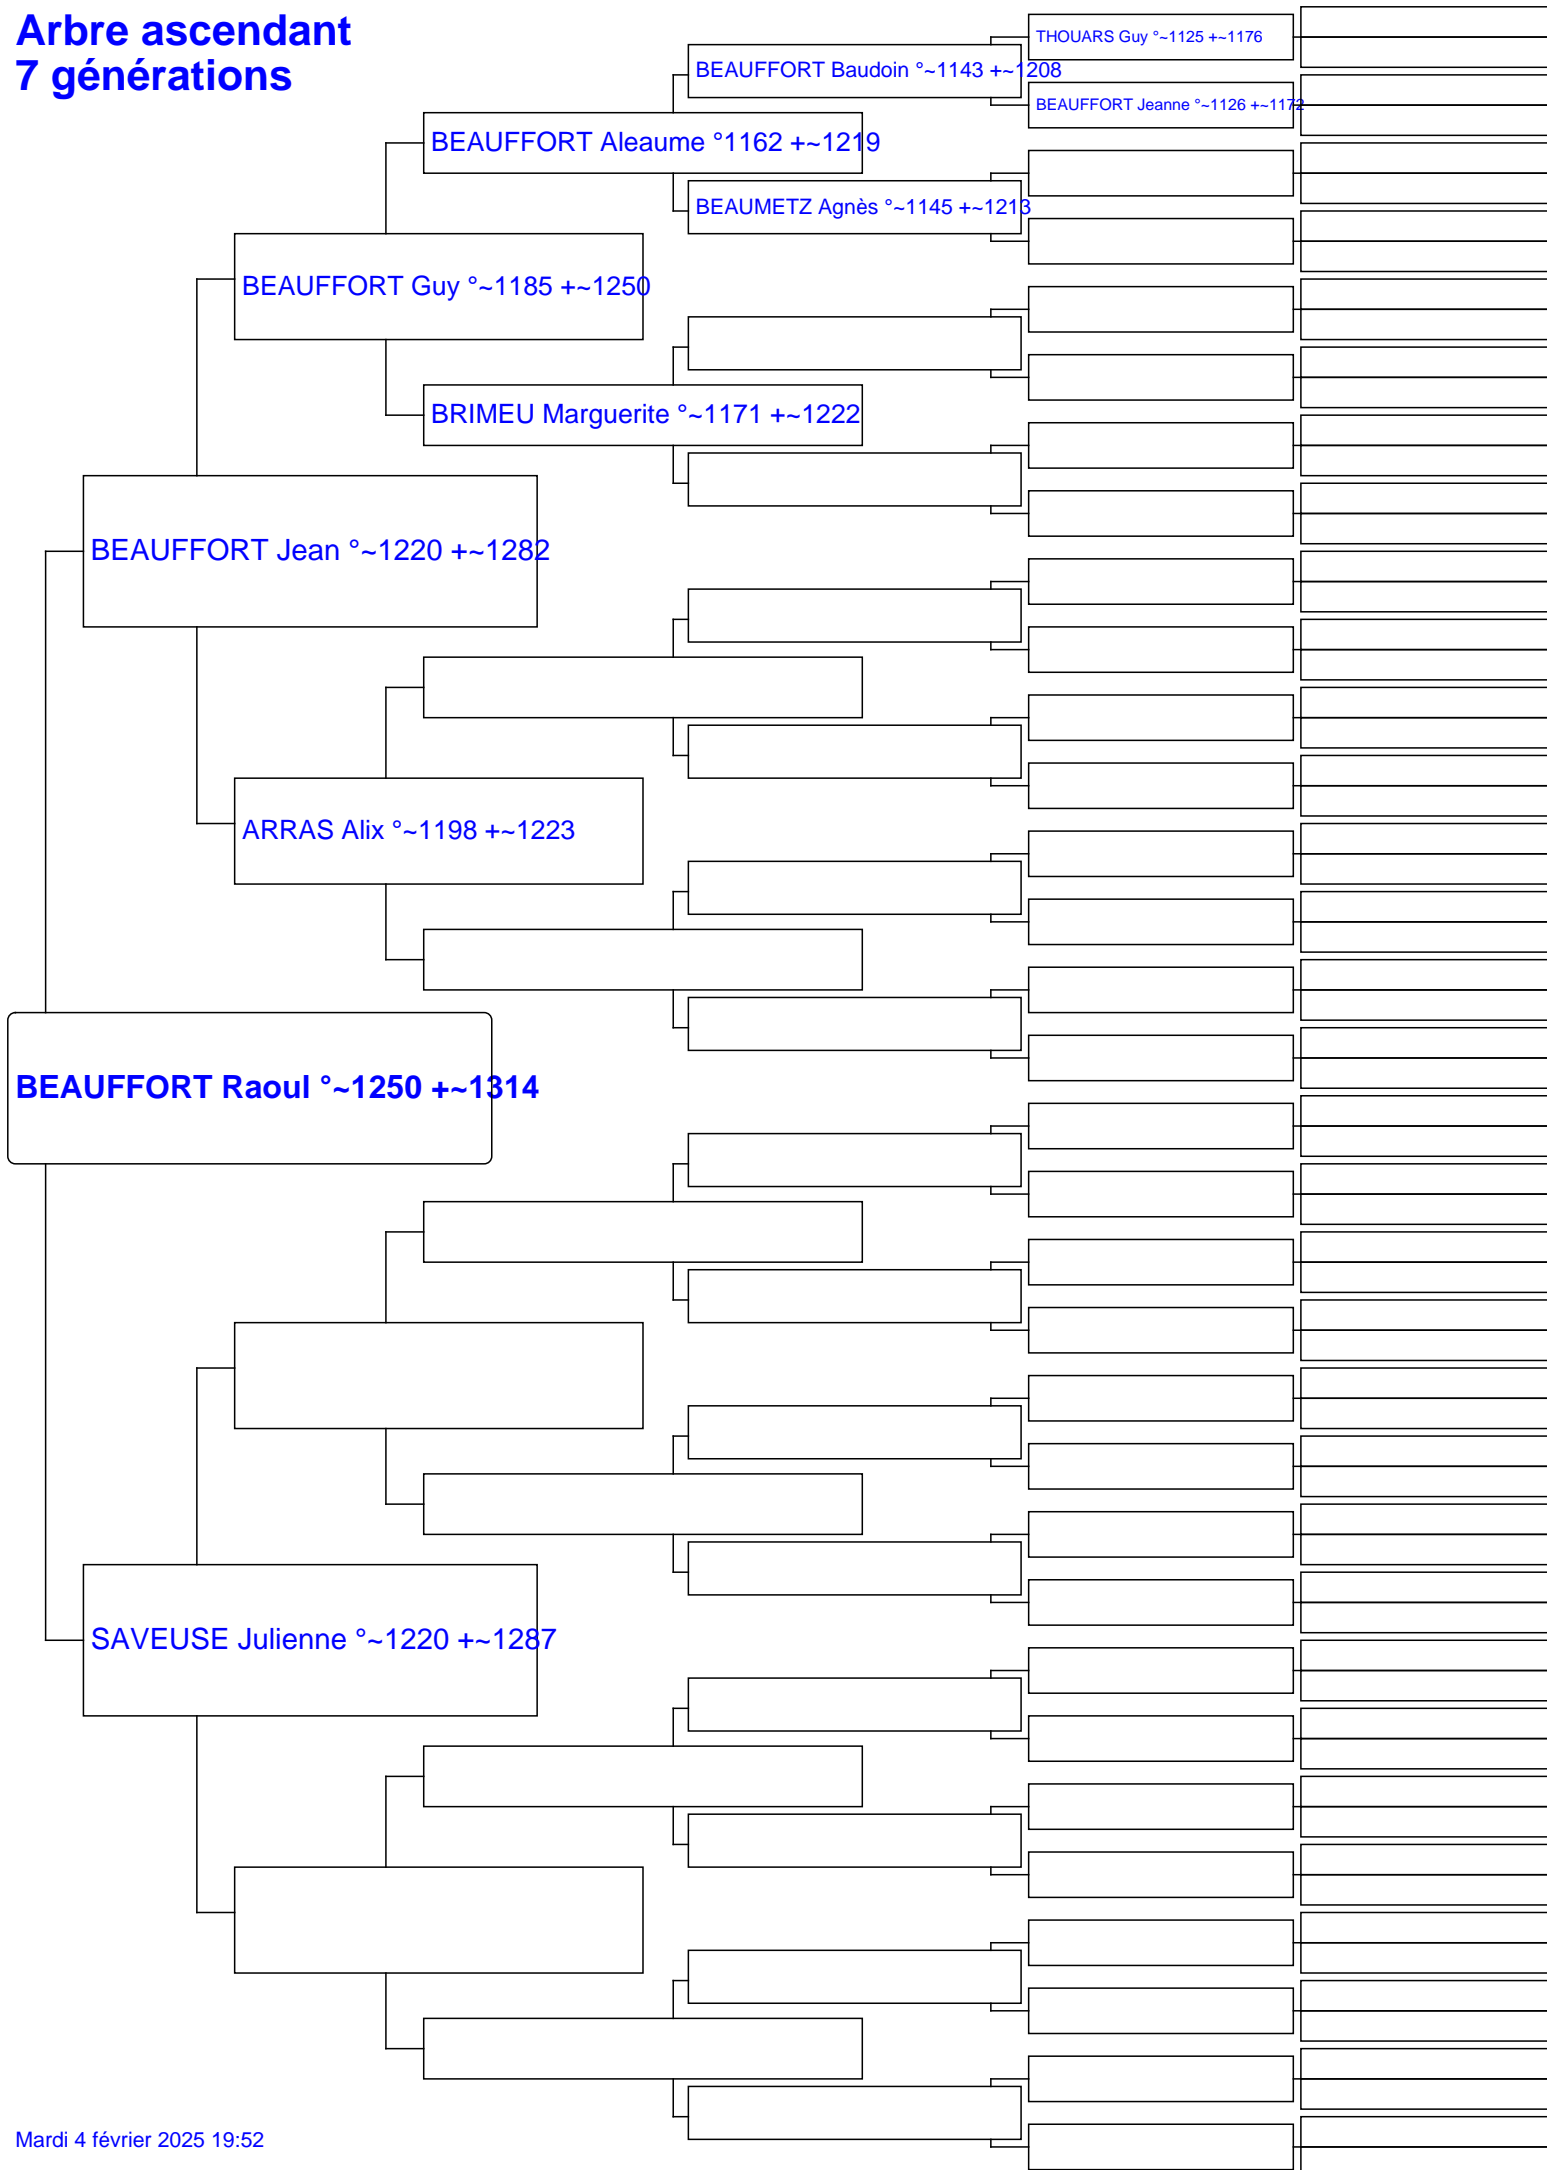 Arbre ascendant
7 générations
THOUARS Guy °~1125 +~1176
BEAUFFORT Baudoin °~1143 +~1208
BEAUFFORT Jeanne °~1126 +~1172
BEAUFFORT Aleaume °1162 +~1219
BEAUMETZ Agnès °~1145 +~1213
BEAUFFORT Guy °~1185 +~1250
BRIMEU Marguerite °~1171 +~1222
BEAUFFORT Jean °~1220 +~1282
ARRAS Alix °~1198 +~1223
BEAUFFORT Raoul °~1250 +~1314
SAVEUSE Julienne °~1220 +~1287
Mardi 4 février 2025 19:52